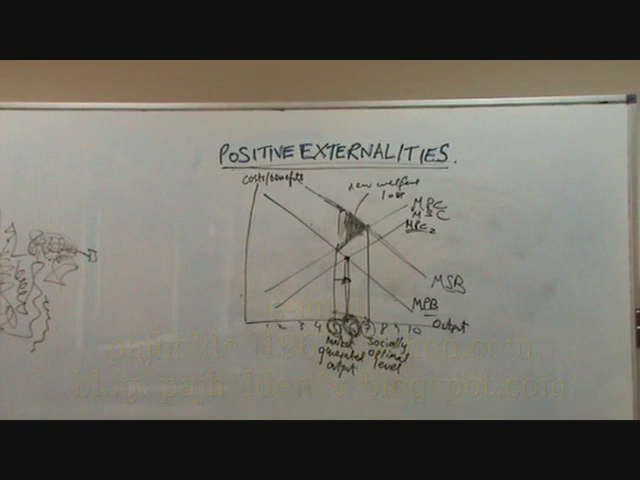 POSITIVE EXTERNALITIES.
costs/benefits
new welfare
loss
MPC
MSC
MPC2
MSB
MPB
Output
1 2 3 4 5 6 7 8 9 10
Market
generated
output
Socially
optimal
level